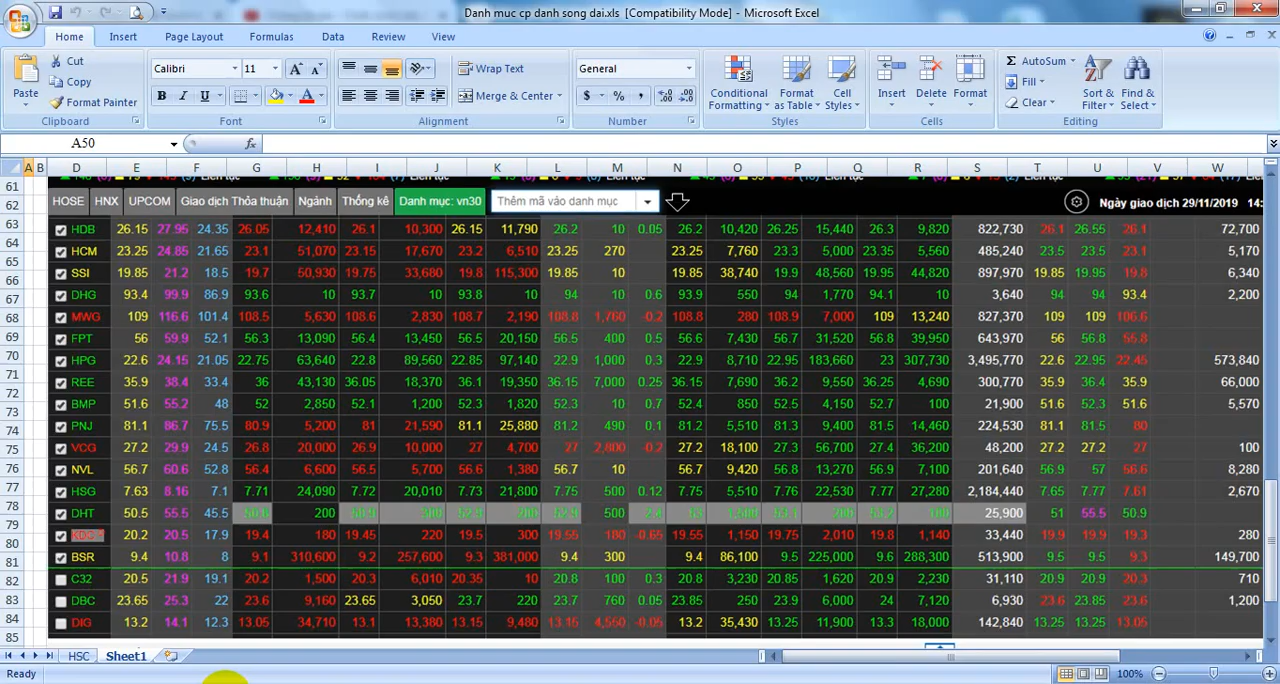 Danh muc cp danh song dai.xls [Compatibility Mode] - Microsoft Excel
Home Insert Page Layout Formulas Data Review View
Cut
Copy
Format Painter
Paste
Clipboard
Calibri 11
B I U
Font
Wrap Text
Merge & Center
Alignment
General
$ % ,
Number
Conditional Formatting
Format as Table
Cell Styles
Styles
Insert Delete Format
Cells
AutoSum
Fill
Clear
Sort & Filter
Find & Select
Editing
A50 fx
A B D E F G H I J K L M N O P Q R S T U V W
61
62 HOSE HNX UPCOM Giao dịch Thỏa thuận Ngành Thống kê Danh mục: vn30 Thêm mã vào danh mục Ngày giao dịch 29/11/2019 14:
63 HDB 26.15 27.95 24.35 26.05 12,410 26.1 10,300 26.15 11,790 26.2 10 0.05 26.2 10,420 26.25 15,440 26.3 9,820 822,730 26.1 26.55 26.1 72,700
64 HCM 23.25 24.85 21.65 23.1 51,070 23.15 17,670 23.2 6,510 23.25 270 23.25 7,760 23.3 5,000 23.35 5,560 485,240 23.5 23.5 23.1 5,170
65 SSI 19.85 21.2 18.5 19.7 50,930 19.75 33,680 19.8 115,300 19.85 10 19.85 38,740 19.9 48,560 19.95 44,820 897,970 19.85 19.95 19.8 6,340
66
67 DHG 93.4 99.9 86.9 93.6 10 93.7 10 93.8 10 94 10 0.6 93.9 550 94 1,770 94.1 10 3,640 94 94 93.4 2,200
68 MWG 109 116.6 101.4 108.5 5,630 108.6 2,830 108.7 2,190 108.8 1,760 -0.2 108.8 280 108.9 7,000 109 13,240 827,370 109 109 106.6
69 FPT 56 59.9 52.1 56.3 13,090 56.4 13,450 56.5 20,150 56.5 400 0.5 56.6 7,430 56.7 31,520 56.8 39,950 643,970 56 56.8 55.8
70 HPG 22.6 24.15 21.05 22.75 63,640 22.8 89,560 22.85 97,140 22.9 1,000 0.3 22.9 8,710 22.95 183,660 23 307,730 3,495,770 22.6 22.95 22.45 573,840
71 REE 35.9 38.4 33.4 36 43,130 36.05 18,370 36.1 19,350 36.15 7,000 0.25 36.15 7,690 36.2 9,550 36.25 4,690 300,770 35.9 36.4 35.9 66,000
72
73 BMP 51.6 55.2 48 52 2,850 52.1 1,200 52.3 1,820 52.3 10 0.7 52.4 850 52.5 4,150 52.7 100 21,900 51.6 52.3 51.6 5,570
74 PNJ 81.1 86.7 75.5 80.9 5,200 81 21,590 81.1 25,880 81.2 490 0.1 81.2 5,510 81.3 6,930 81.5 14,460 224,530 81.1 81.5 80
75 VCG 27.2 29.9 24.5 26.8 20,000 26.9 10,000 27 4,700 27 2,800 -0.2 27.2 18,100 27.3 56,700 27.4 36,000 48,200 27.2 27.2 27 100
76 NVL 56.7 60.6 52.8 56.4 6,600 56.5 5,700 56.6 1,380 56.7 10 56.7 9,420 56.8 13,270 56.9 7,100 201,640 56.9 57 56.6 8,280
77 HSG 7.63 8.16 7.1 7.71 24,090 7.72 20,010 7.73 21,800 7.75 500 0.12 7.75 5,510 7.76 22,530 7.77 27,280 2,184,440 7.65 7.77 7.61 2,670
78 DHT 50.5 55.5 45.5 200 500 25,900 51 55.5 50.9
79
80 20.2 20.5 17.9 19.4 180 19.45 220 19.5 300 19.55 180 -0.65 19.55 1,150 19.75 2,010 19.8 1,140 33,440 19.9 19.9 19.3 280
81 BSR 9.4 10.8 8 9.1 310,600 9.2 257,600 9.3 381,000 9.4 300 9.4 86,100 9.5 225,000 9.6 288,300 513,900 9.5 9.5 9.3 149,700
82 C32 20.5 21.9 19.1 20.2 1,500 20.3 6,010 20.35 10 20.8 100 0.3 20.8 3,230 20.85 1,620 20.9 2,230 31,110 20.9 20.9 20.3 710
83 DBC 23.65 25.3 22 23.6 9,160 23.65 3,050 23.7 220 23.7 760 0.05 23.85 250 23.9 6,000 24 7,120 6,930 23.6 23.85 23.6 1,200
84 DIG 13.2 14.1 12.3 13.05 34,710 13.1 13,380 13.15 9,480 13.15 4,550 -0.05 13.2 35,430 13.25 11,900 13.3 18,000 142,840 13.25 13.25 13.05
85
HSC Sheet1
Ready 100%